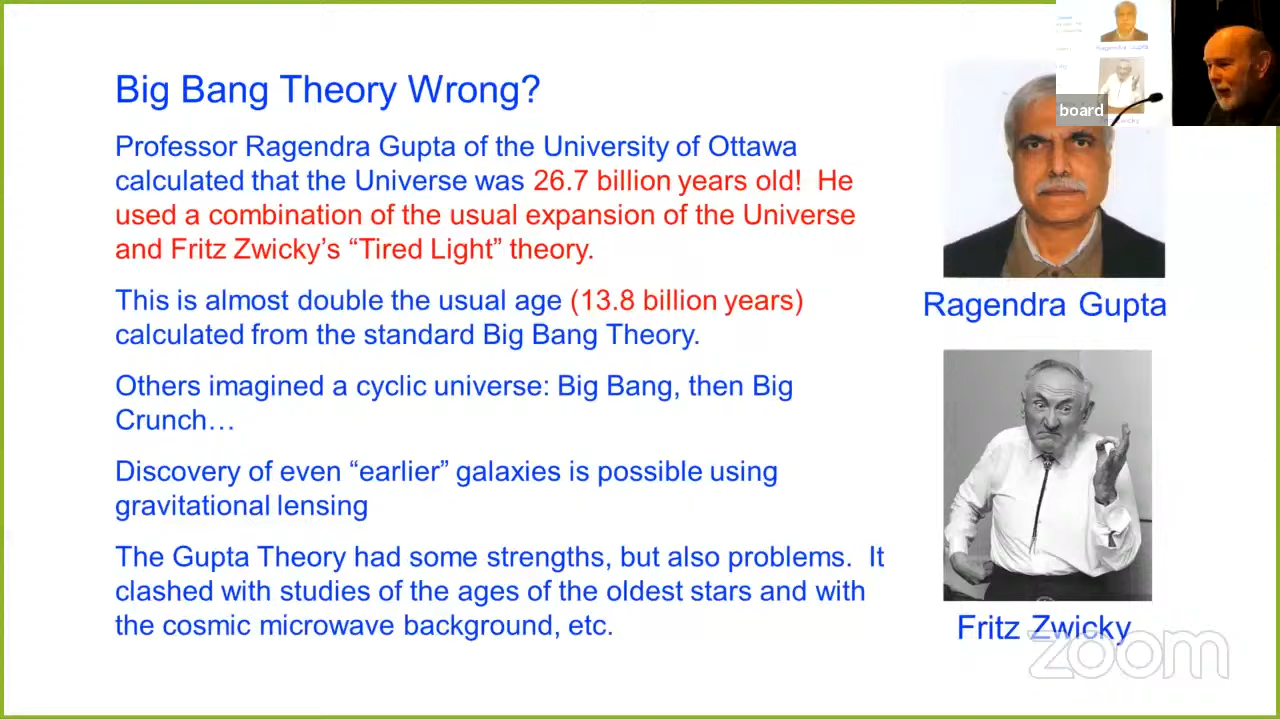 Big Bang Theory Wrong?
Professor Ragendra Gupta of the University of Ottawa
calculated that the Universe was 26.7 billion years old!  He
used a combination of the usual expansion of the Universe
and Fritz Zwicky’s “Tired Light” theory.
This is almost double the usual age (13.8 billion years)
calculated from the standard Big Bang Theory.
Others imagined a cyclic universe: Big Bang, then Big
Crunch…
Discovery of even “earlier” galaxies is possible using
gravitational lensing
The Gupta Theory had some strengths, but also problems.  It
clashed with studies of the ages of the oldest stars and with
the cosmic microwave background, etc.
Ragendra Gupta
board
Ragendra Gupta
Fritz Zwicky
zoom